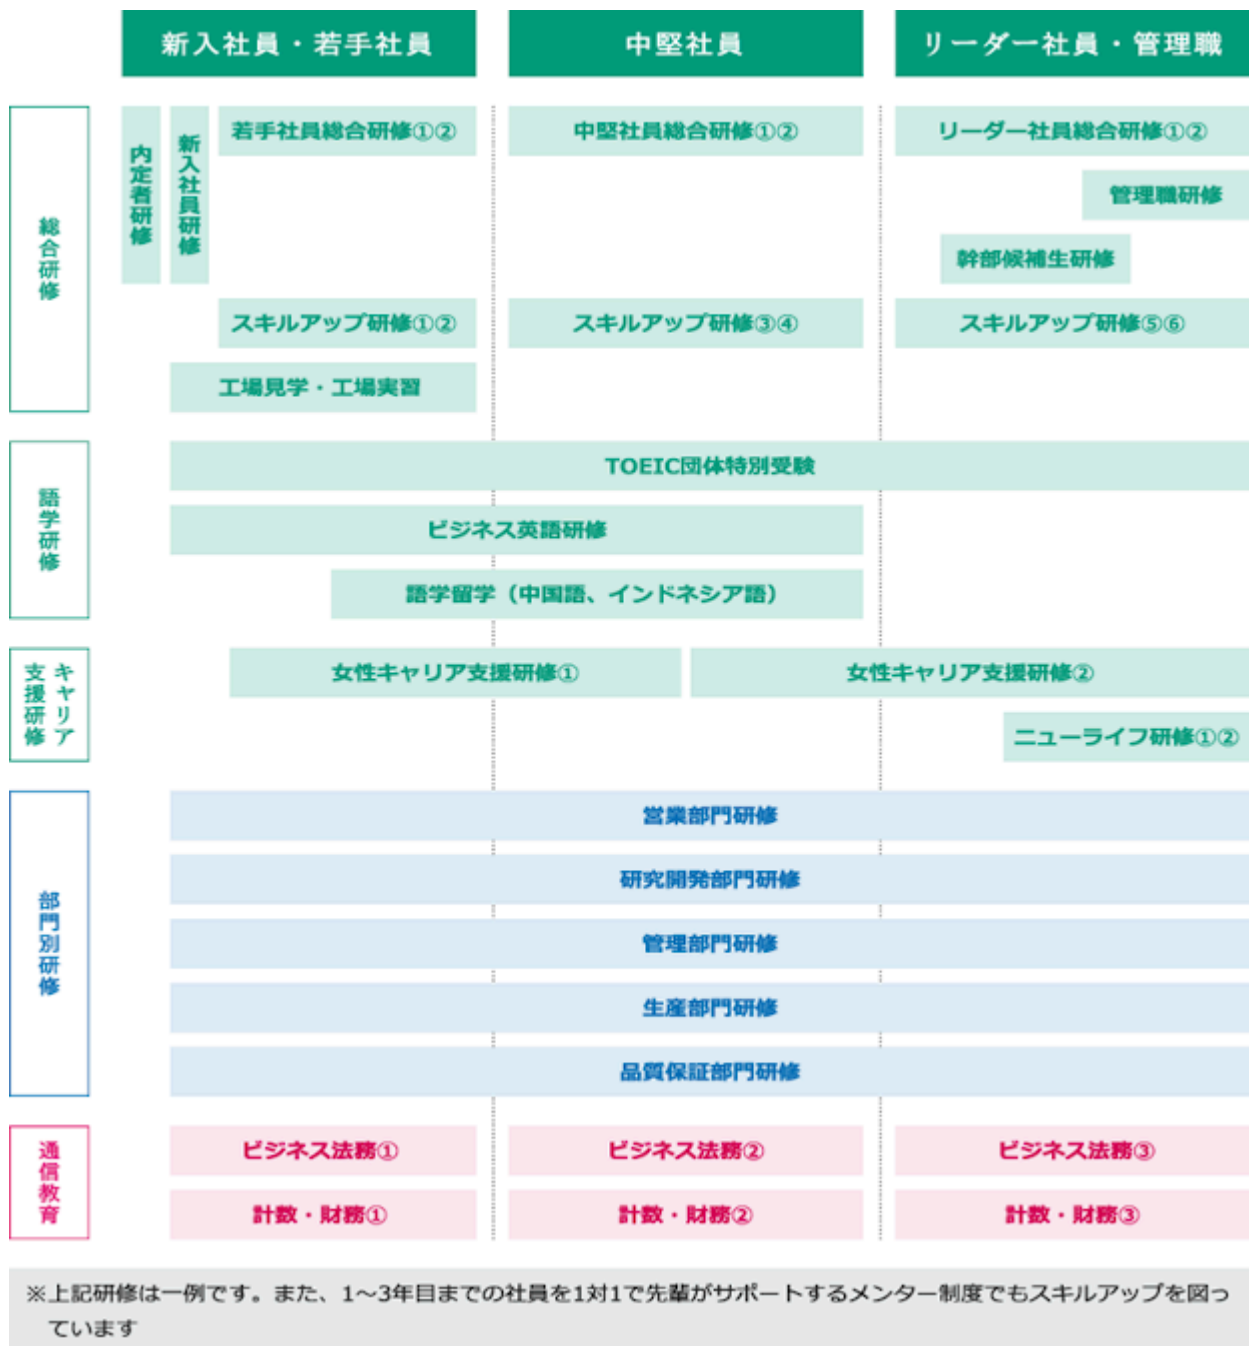 新入社員・若手社員
中堅社員
リーダー社員・管理職
総合研修
内定者研修
新入社員研修
若手社員総合研修①②
中堅社員総合研修①②
リーダー社員総合研修①②
管理職研修
幹部候補生研修
スキルアップ研修①②
スキルアップ研修③④
スキルアップ研修⑤⑥
工場見学・工場実習
語学研修
TOEIC団体特別受験
ビジネス英語研修
語学留学（中国語、インドネシア語）
キャリア
支援研修
女性キャリア支援研修①
女性キャリア支援研修②
ニューライフ研修①②
部門別研修
営業部門研修
研究開発部門研修
管理部門研修
生産部門研修
品質保証部門研修
通信教育
ビジネス法務①
ビジネス法務②
ビジネス法務③
計数・財務①
計数・財務②
計数・財務③
※上記研修は一例です。また、1～3年目までの社員を1対1で先輩がサポートするメンター制度でもスキルアップを図っ
ています